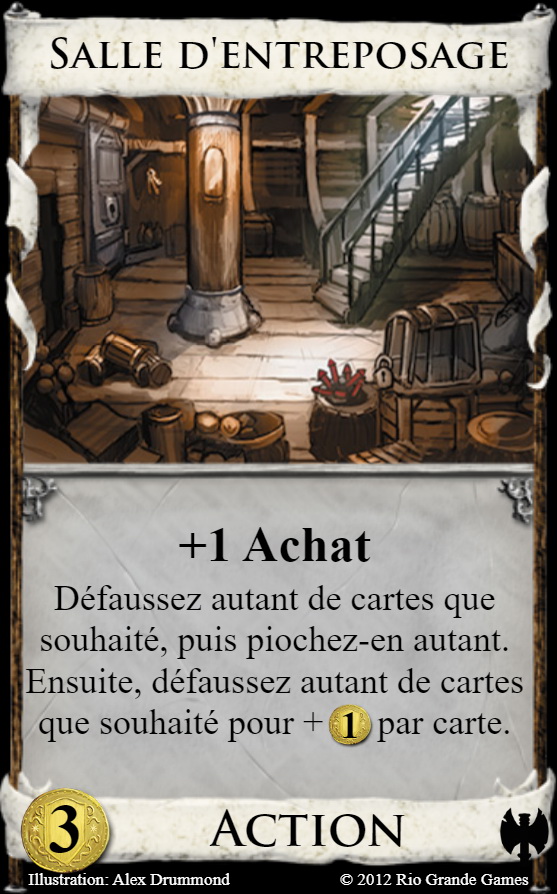 SALLE D'ENTREPOSAGE
+1 Achat
Défaussez autant de cartes que
souhaité, puis piochez-en autant.
Ensuite, défaussez autant de cartes
que souhaité pour + 1 par carte.
3 ACTION
Illustration: Alex Drummond © 2012 Rio Grande Games